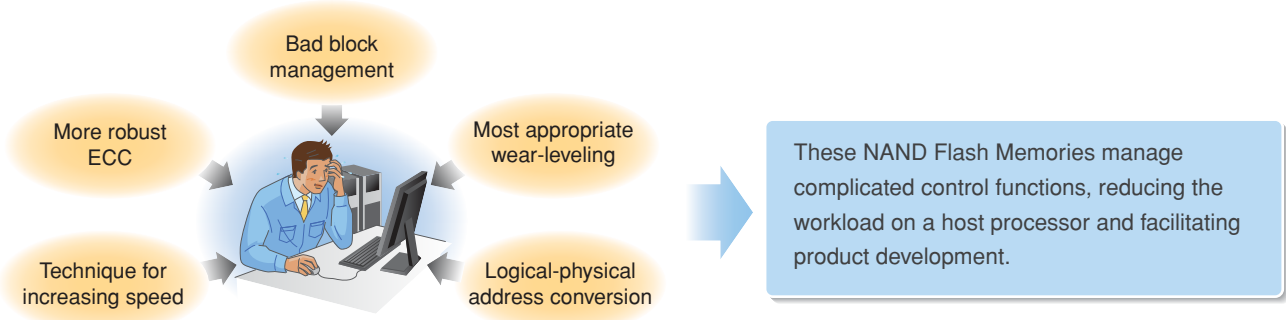 Bad block
management
More robust
ECC
Most appropriate
wear-leveling
Technique for
increasing speed
Logical-physical
address conversion
These NAND Flash Memories manage
complicated control functions, reducing the
workload on a host processor and facilitating
product development.